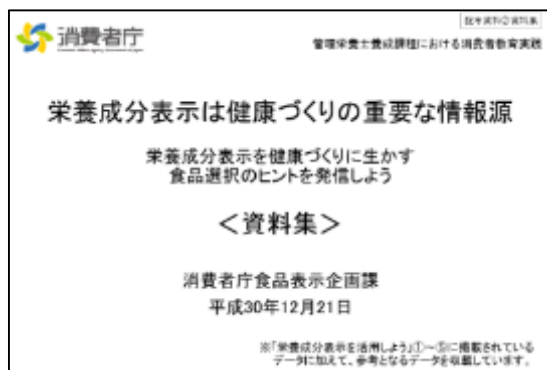 消費者庁
管理栄養士養成課程における消費者教育実践
栄養成分表示は健康づくりの重要な情報源
栄養成分表示を健康づくりに生かす
食品選択のヒントを発信しよう
＜資料集＞
消費者庁食品表示企画課
平成30年12月21日
※「栄養成分表示を活用しよう」①～⑤に掲載されている
データに加えて、参考となるデータを収載しています。